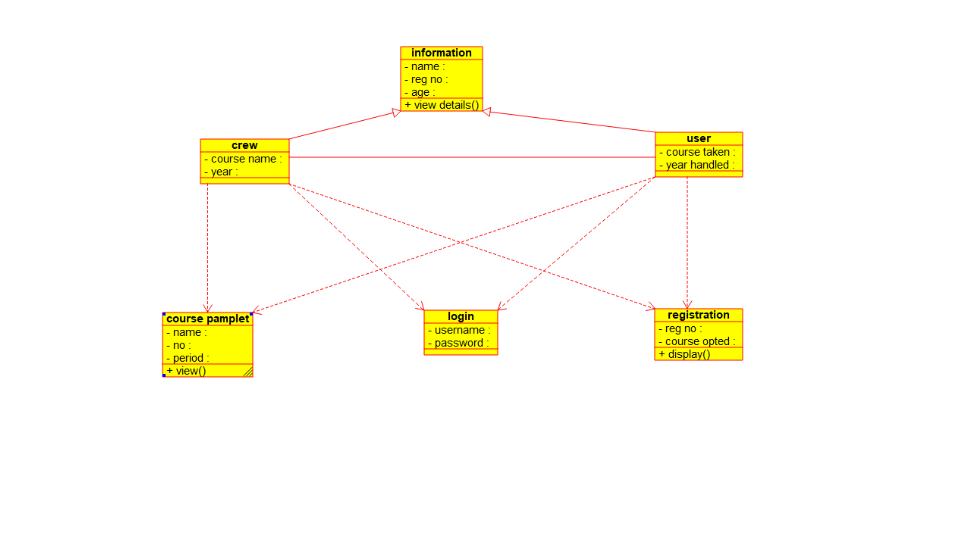 information
- name :
- reg no :
- age :
+ view details()
crew
- course name :
- year :
user
- course taken :
- year handled :
course pamplet
- name :
- no :
- period :
+ view()
login
- username :
- password :
registration
- reg no :
- course opted :
+ display()